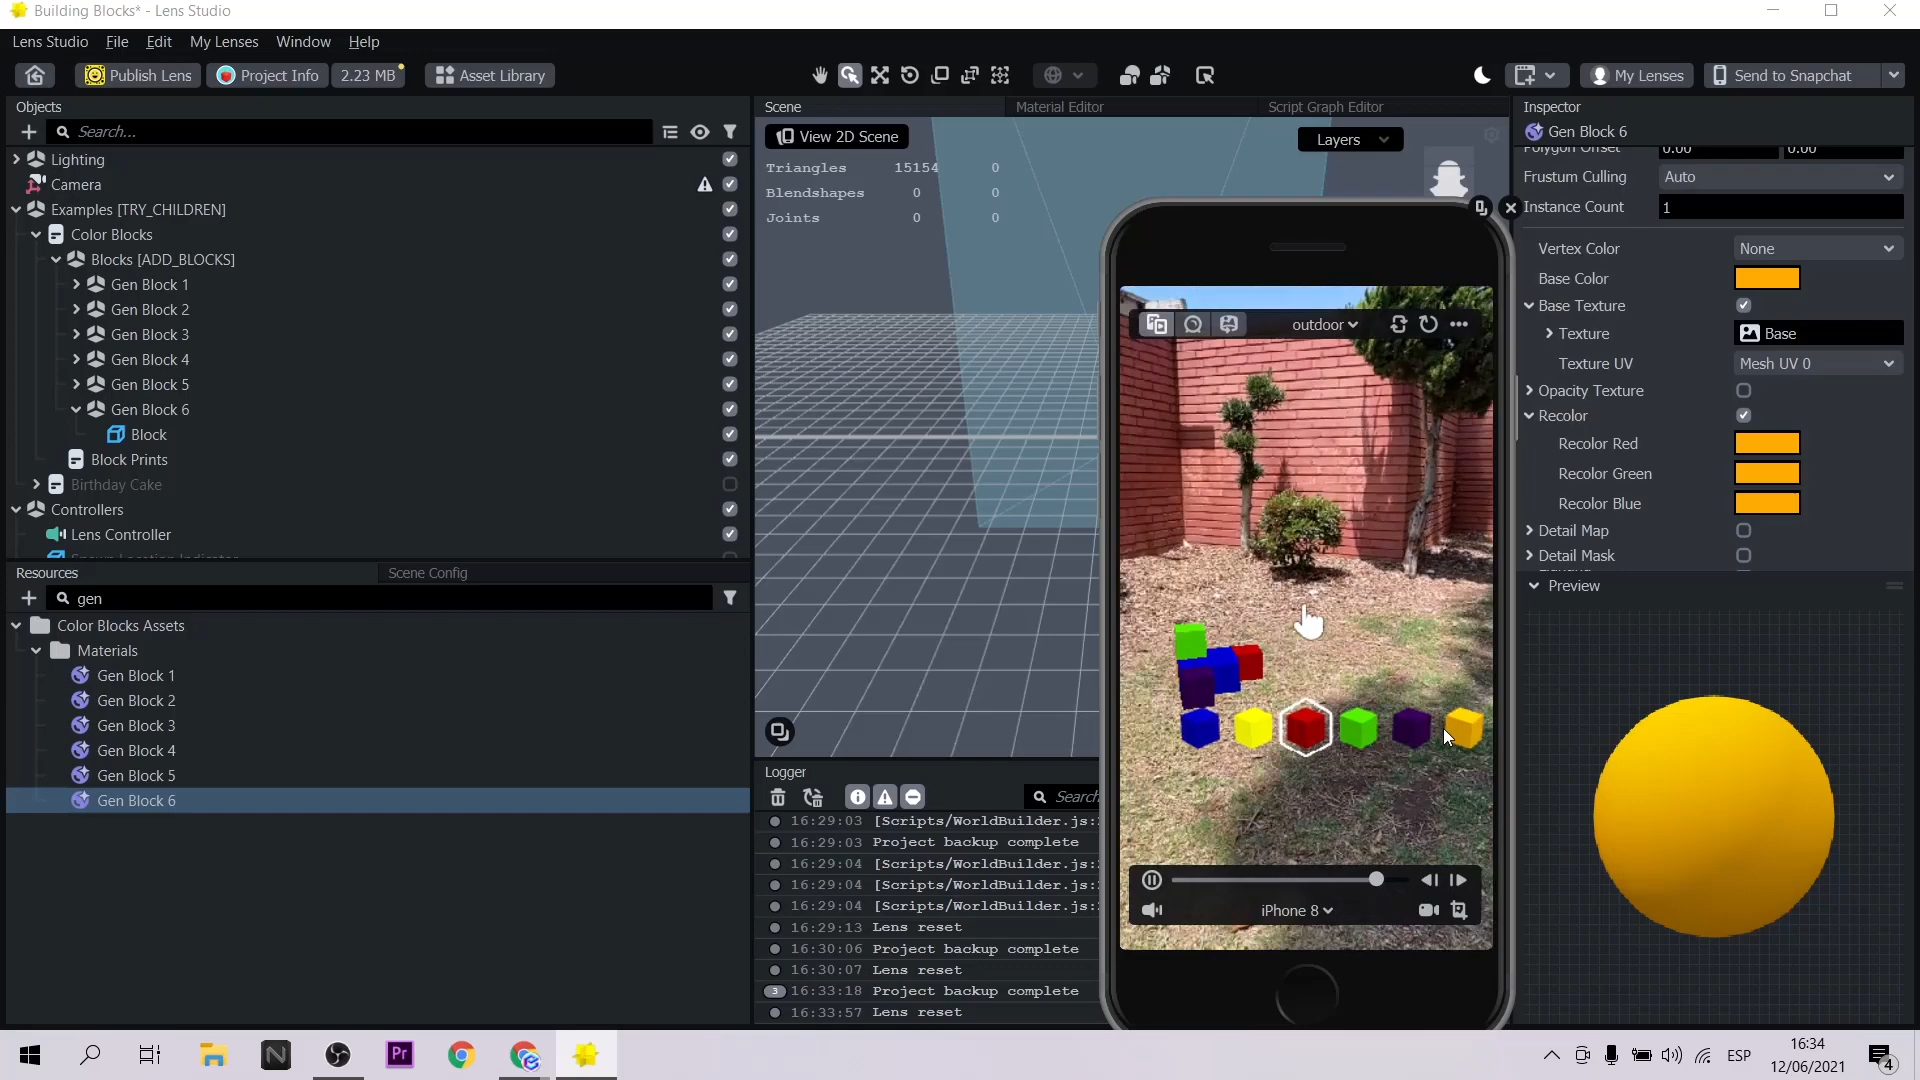 Building Blocks* - Lens Studio
Lens Studio File Edit My Lenses Window Help
Publish Lens Project Info 2.23 MB Asset Library My Lenses Send to Snapchat
Objects
Search...
Lighting
Camera
Examples [TRY_CHILDREN]
Color Blocks
Blocks [ADD_BLOCKS]
Gen Block 1
Gen Block 2
Gen Block 3
Gen Block 4
Gen Block 5
Gen Block 6
Block
Block Prints
Birthday Cake
Controllers
Lens Controller
Resources Scene Config
gen
Color Blocks Assets
Materials
Gen Block 1
Gen Block 2
Gen Block 3
Gen Block 4
Gen Block 5
Gen Block 6
Scene Material Editor Script Graph Editor
View 2D Scene Layers
Triangles 15154 0
Blendshapes 0 0
Joints 0 0
outdoor
iPhone 8
Logger
Search
16:29:03 [Scripts/WorldBuilder.js:
16:29:03 Project backup complete
16:29:04 [Scripts/WorldBuilder.js:
16:29:04 [Scripts/WorldBuilder.js:
16:29:04 [Scripts/WorldBuilder.js:
16:29:13 Lens reset
16:30:06 Project backup complete
16:30:07 Lens reset
3 16:33:18 Project backup complete
16:33:57 Lens reset
Inspector
Gen Block 6
Polygon Offset 0.00 0.00
Frustum Culling Auto
Instance Count 1
Vertex Color None
Base Color
Base Texture
Texture Base
Texture UV Mesh UV 0
Opacity Texture
Recolor
Recolor Red
Recolor Green
Recolor Blue
Detail Map
Detail Mask
Preview
N Pr ESP
16:34
12/06/2021
4